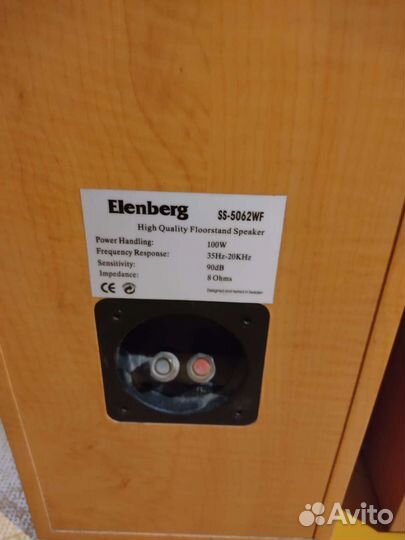 Elenberg SS-5062WF
High Quality Floorstand Speaker
Power Handling: 100W
Frequency Response: 35Hz-20KHz
Sensitivity: 90dB
Impedance: 8 Ohms
CE Designed and tested in Sweden
Avito